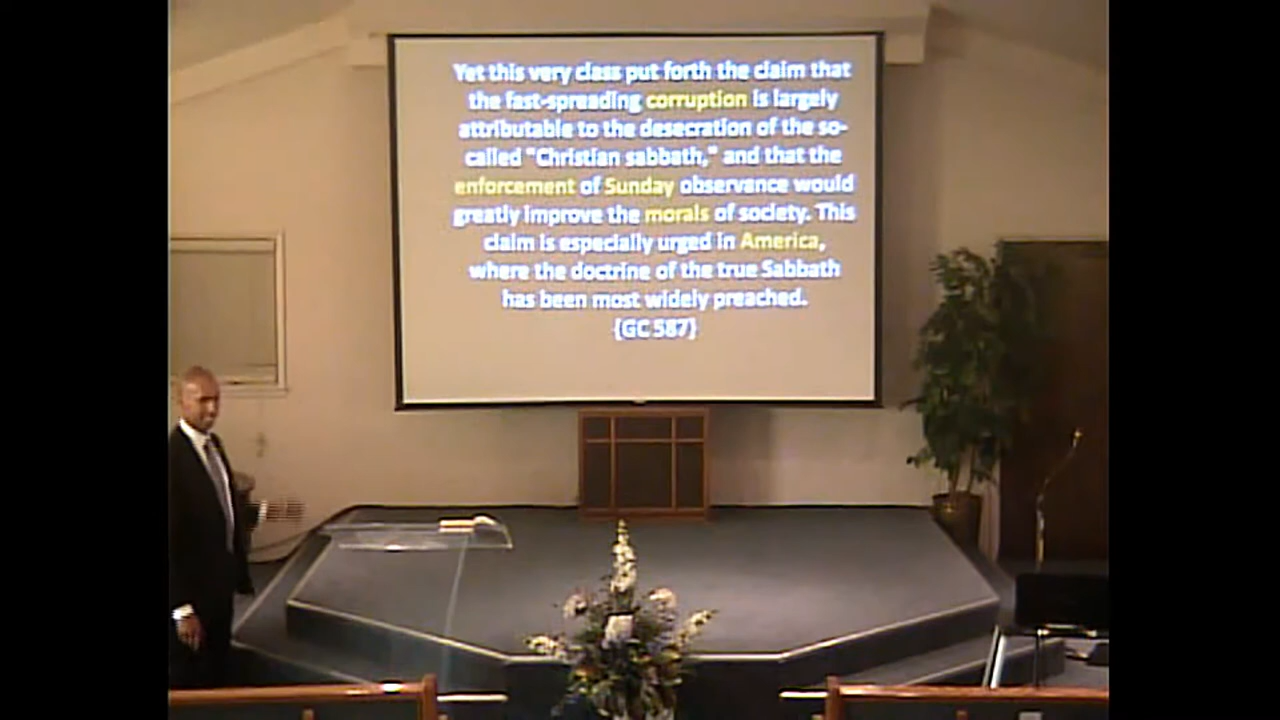 Yet this very class put forth the claim that
the fast-spreading corruption is largely
attributable to the desecration of the so-
called "Christian sabbath," and that the
enforcement of Sunday observance would
greatly improve the morals of society. This
claim is especially urged in America,
where the doctrine of the true Sabbath
has been most widely preached.
{GC 587}